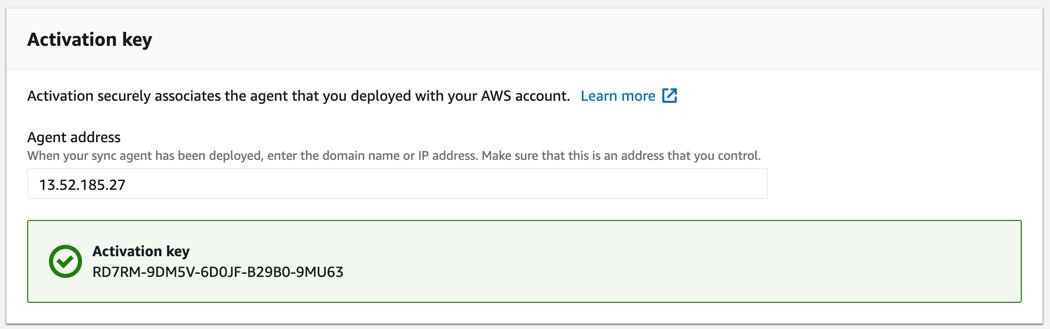 Activation key
Activation securely associates the agent that you deployed with your AWS account. Learn more
Agent address
When your sync agent has been deployed, enter the domain name or IP address. Make sure that this is an address that you control.
13.52.185.27
Activation key
RD7RM-9DM5V-6D0JF-B29B0-9MU63